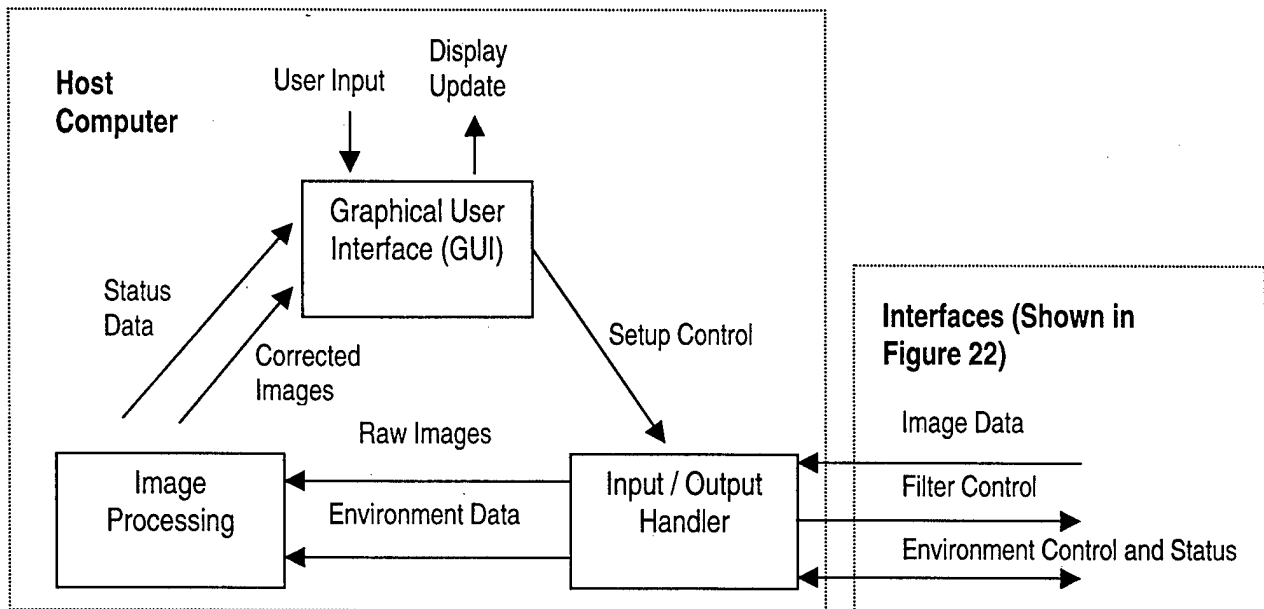 Host
Computer
User Input
Display
Update
Graphical User
Interface (GUI)
Status
Data
Corrected
Images
Setup Control
Raw Images
Environment Data
Image
Processing
Input / Output
Handler
Interfaces (Shown in
Figure 22)
Image Data
Filter Control
Environment Control and Status